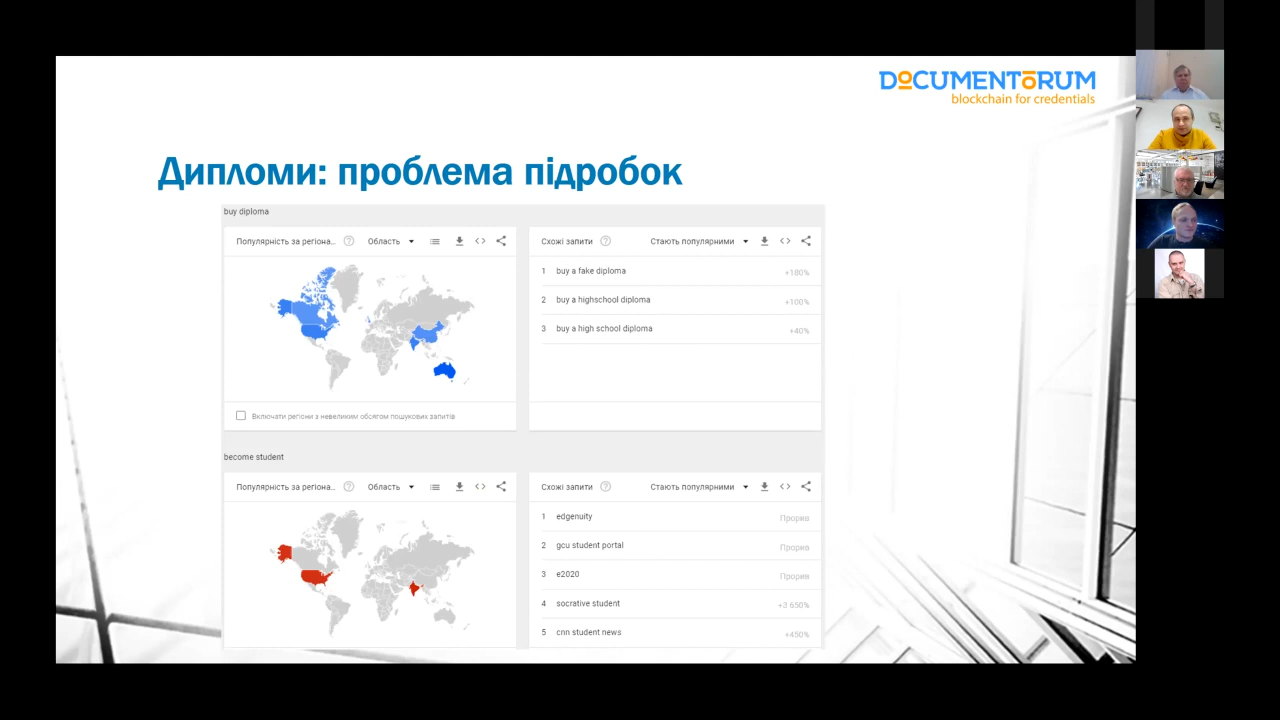 DOCUMENTORUM
blockchain for credentials
Дипломи: проблема підробок
buy diploma
Популярність за регіона... Область
Схожі запити Стають популярними
1 buy a fake diploma +180%
2 buy a highschool diploma +100%
3 buy a high school diploma +40%
Включати регіони з невеликим обсягом пошукових запитів
become student
Популярність за регіона... Область
Схожі запити Стають популярними
1 edgenuity Прорив
2 gcu student portal Прорив
3 e2020 Прорив
4 socrative student +3 650%
5 cnn student news +450%